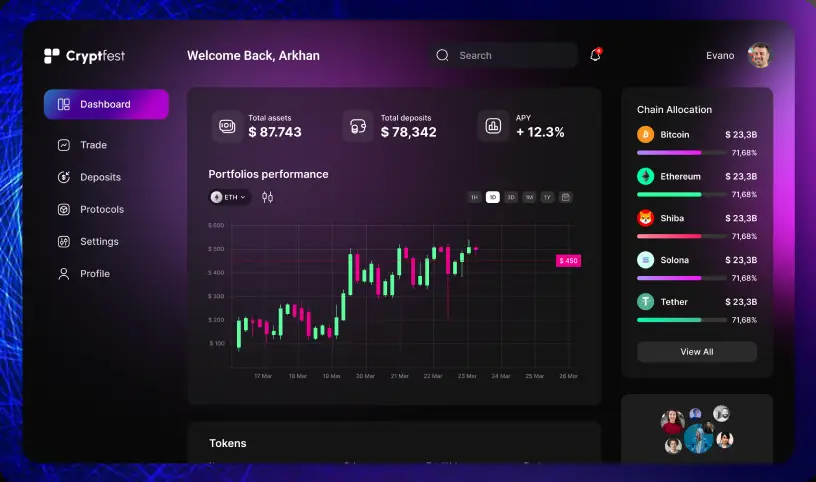 Cryptfest
Welcome Back, Arkhan
Search
Evano
Dashboard
Trade
Deposits
Protocols
Settings
Profile
Total assets
$ 87.743
Total deposits
$ 78,342
APY
+ 12.3%
Portfolios performance
ETH
1H 1D 3D 1M 1Y
$ 600
$ 500
$ 400
$ 300
$ 200
$ 100
$ 450
17 Mar 18 Mar 19 Mar 20 Mar 21 Mar 22 Mar 23 Mar 24 Mar 25 Mar 26 Mar
Chain Allocation
Bitcoin $ 23,3B
71,68%
Ethereum $ 23,3B
71,68%
Shiba $ 23,3B
71,68%
Solona $ 23,3B
71,68%
Tether $ 23,3B
71,68%
View All
Tokens